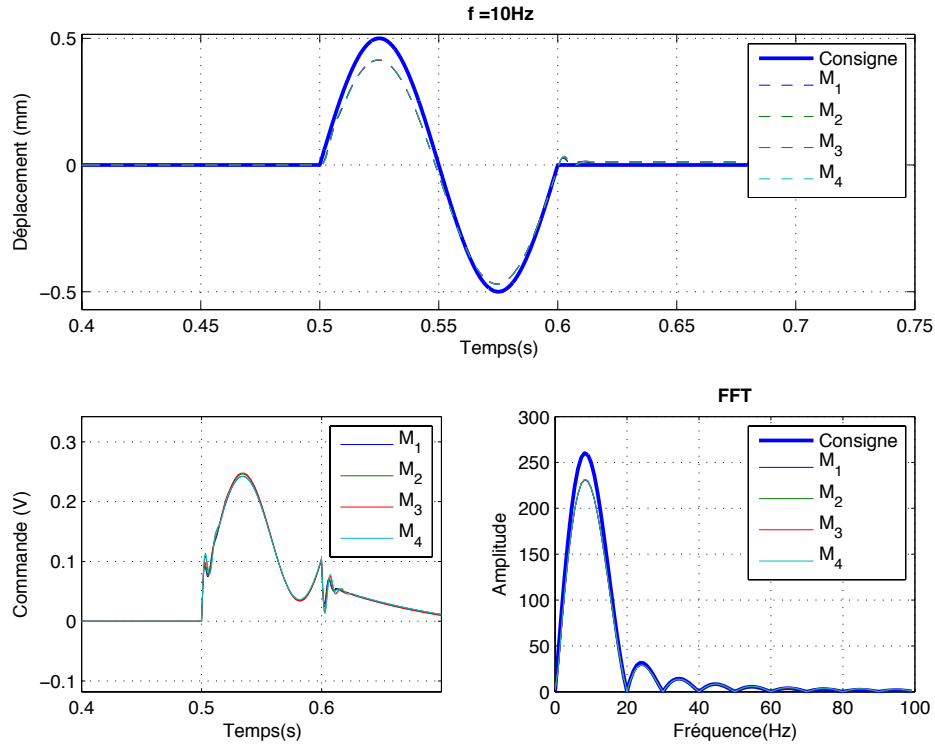 f =10Hz
0.5
0
−0.5
Déplacement (mm)
0.4
0.45
0.5
0.55
0.6
0.65
0.7
0.75
Temps(s)
Consigne
M1
M2
M3
M4
0.3
0.2
0.1
0
−0.1
Commande (V)
0.4
0.5
0.6
Temps(s)
M1
M2
M3
M4
FFT
300
250
200
150
100
50
0
Amplitude
0
20
40
60
80
100
Fréquence(Hz)
Consigne
M1
M2
M3
M4